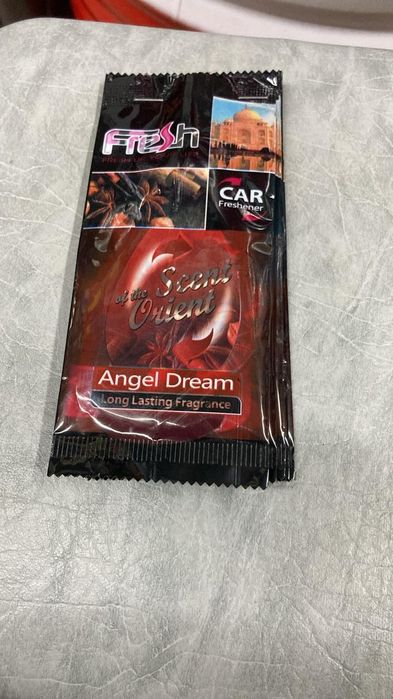 Fresh
CAR
Freshener
Scent
of the Orient
Angel Dream
Long Lasting Fragrance